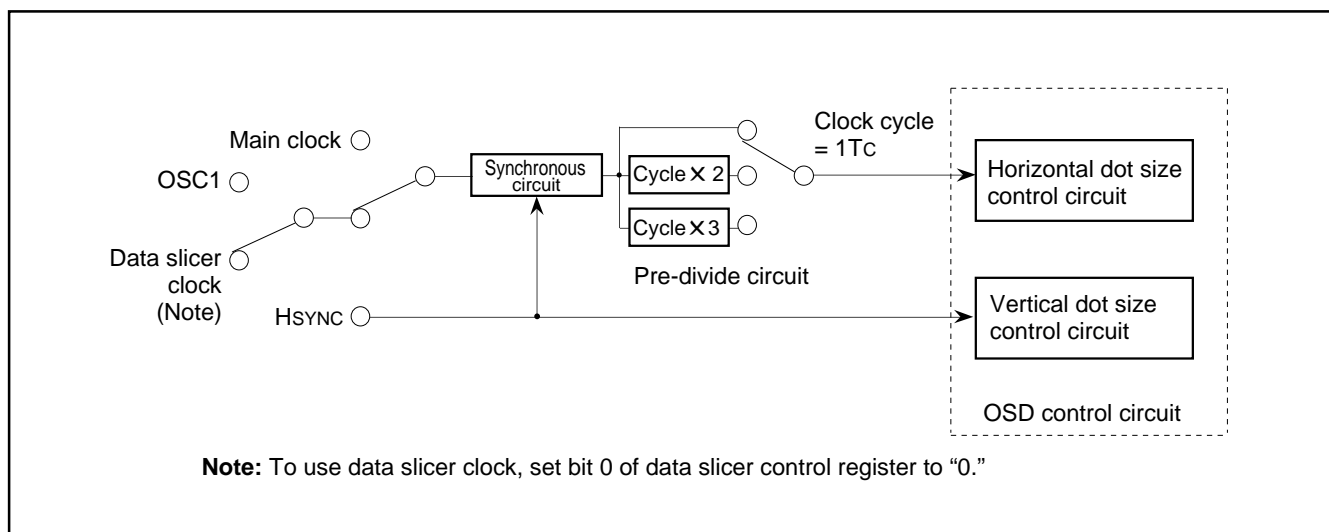 Main clock
OSC1
Data slicer
clock
(Note)
HSYNC
Synchronous
circuit
Cycle × 2
Cycle × 3
Pre-divide circuit
Clock cycle
= 1TC
Horizontal dot size
control circuit
Vertical dot size
control circuit
OSD control circuit
Note: To use data slicer clock, set bit 0 of data slicer control register to “0.”